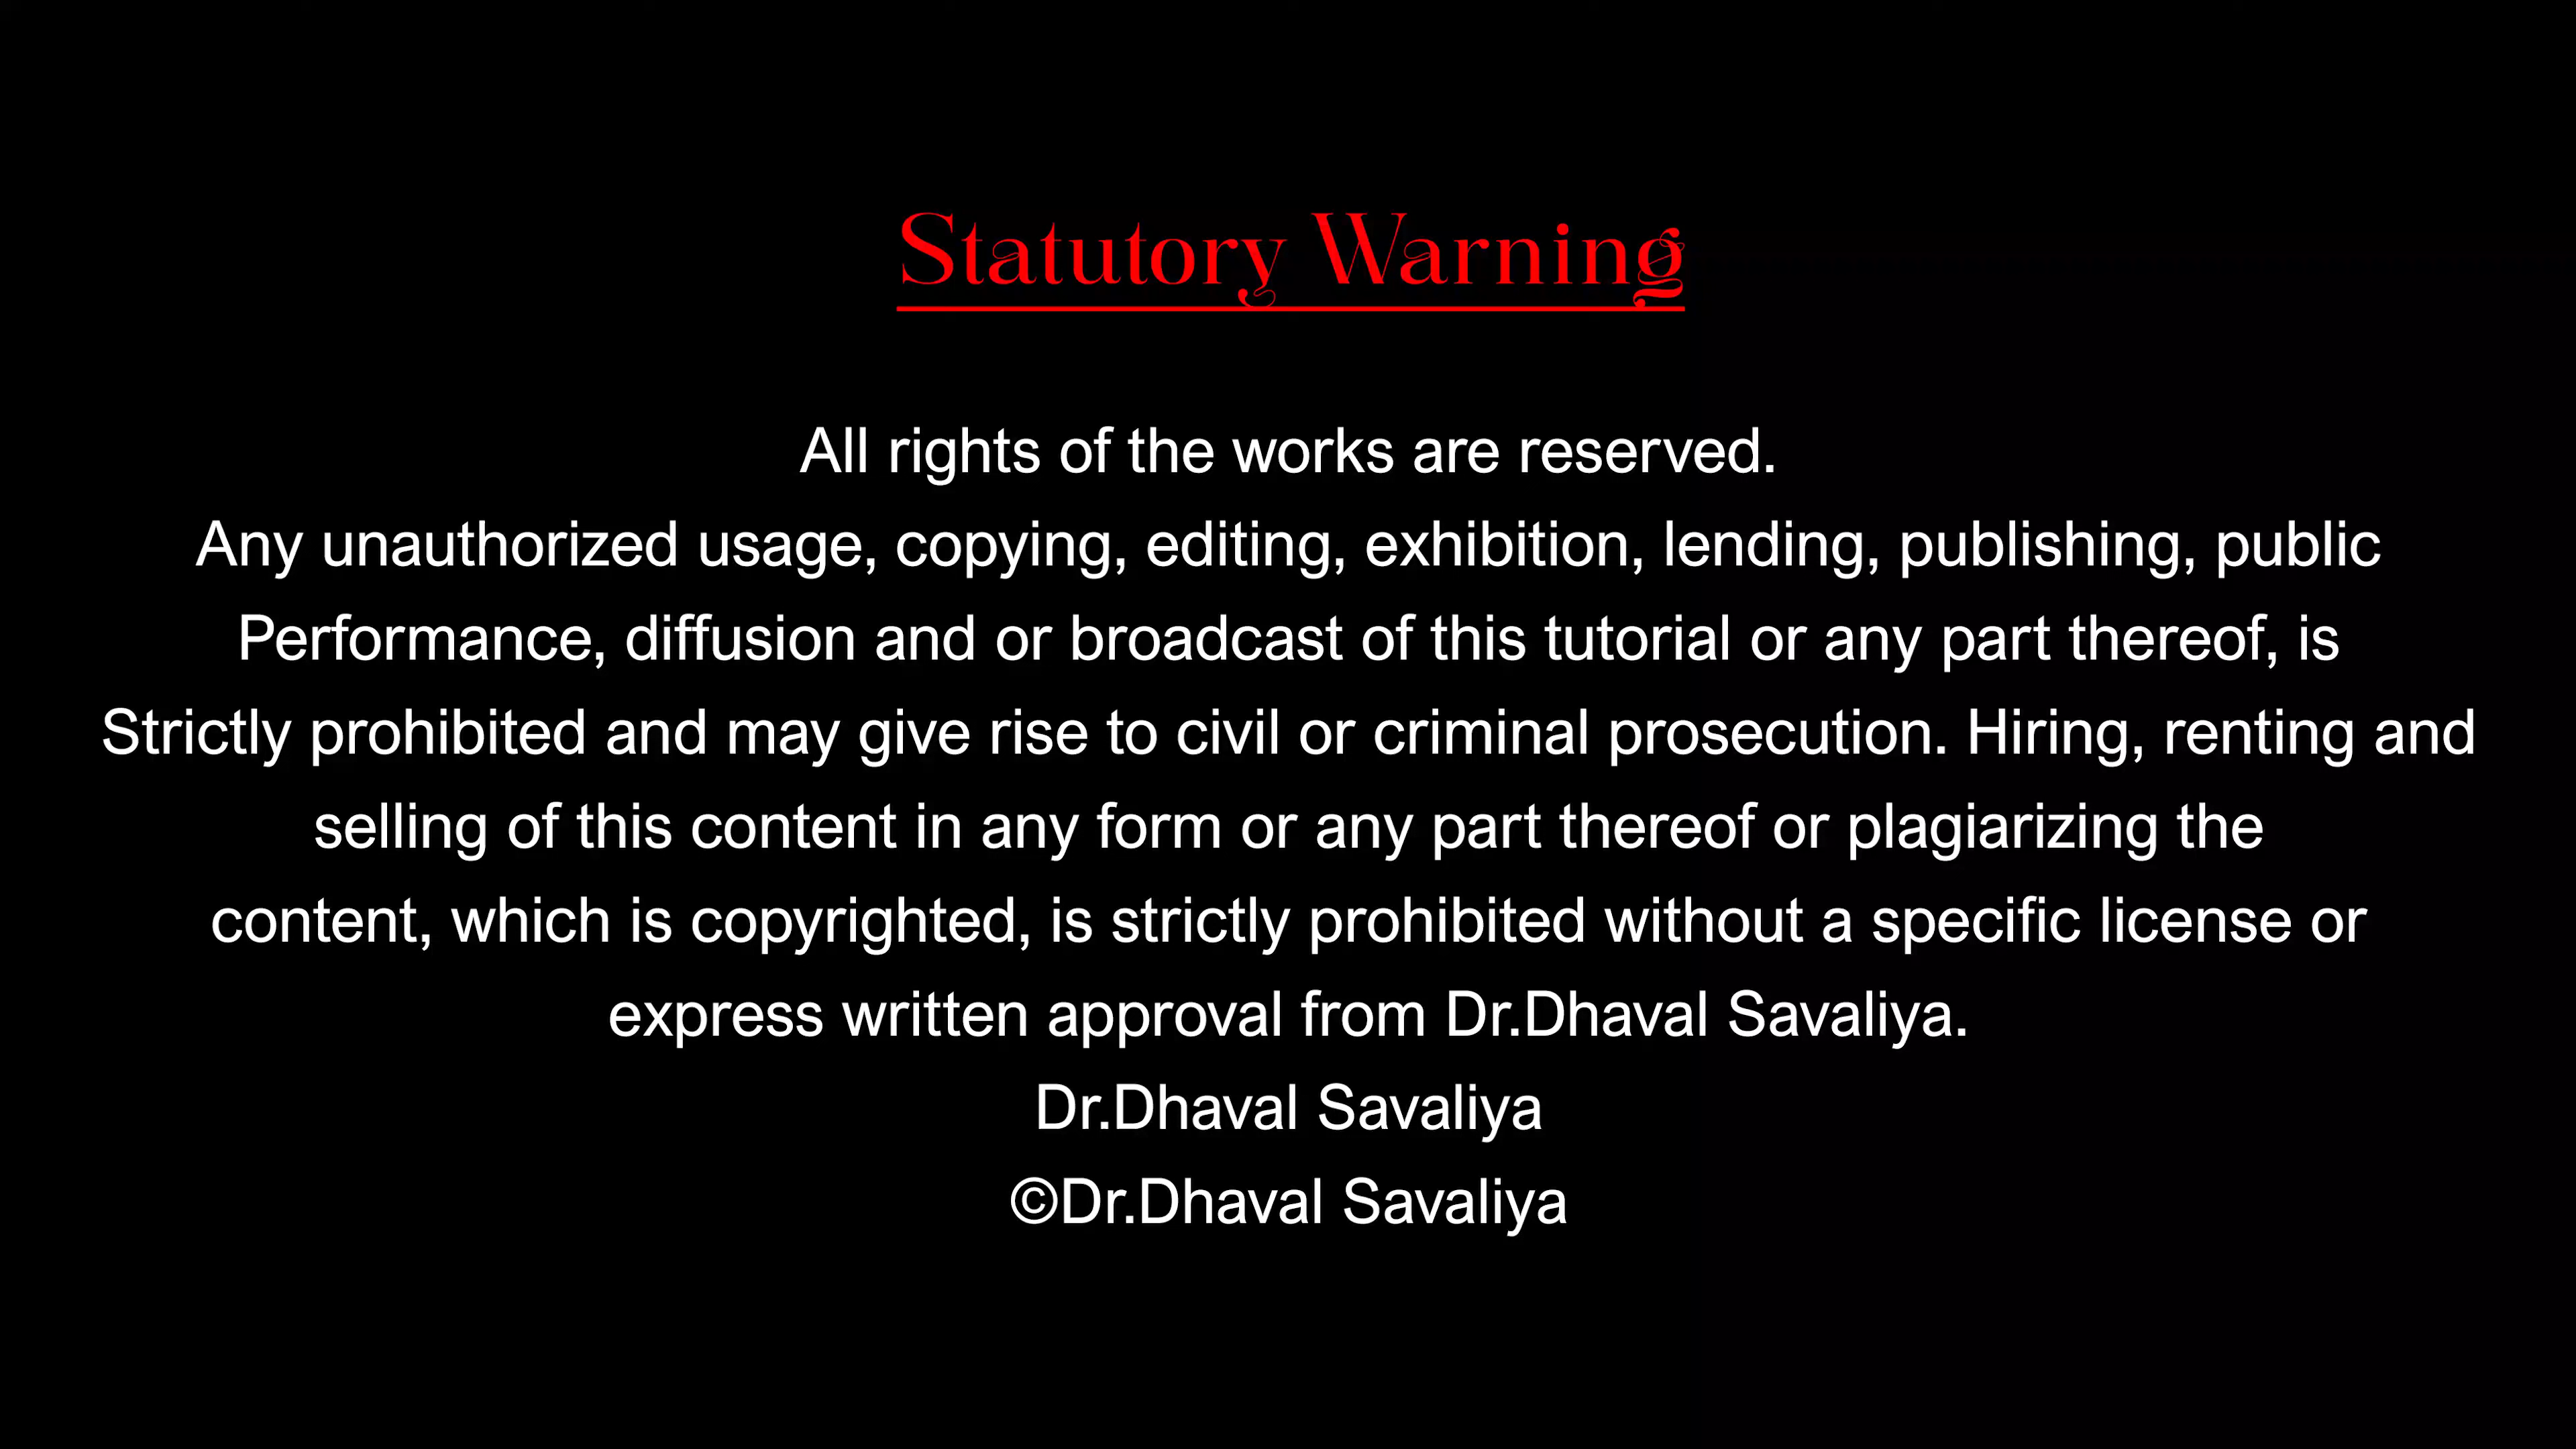 Statutory Warning
All rights of the works are reserved.
Any unauthorized usage, copying, editing, exhibition, lending, publishing, public
Performance, diffusion and or broadcast of this tutorial or any part thereof, is
Strictly prohibited and may give rise to civil or criminal prosecution. Hiring, renting and
selling of this content in any form or any part thereof or plagiarizing the
content, which is copyrighted, is strictly prohibited without a specific license or
express written approval from Dr.Dhaval Savaliya.
Dr.Dhaval Savaliya
©Dr.Dhaval Savaliya